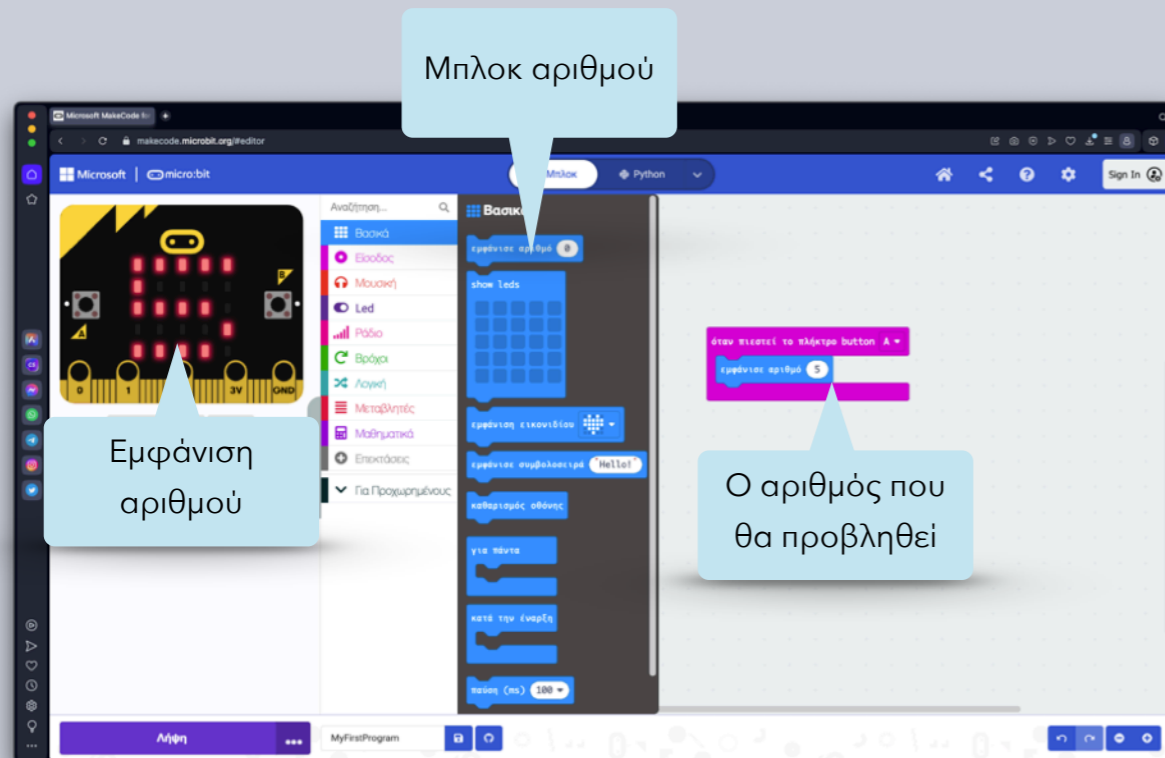 Μπλοκ αριθμού
Microsoft MakeCode for
makecode.microbit.org/#editor
Microsoft | micro:bit
Μπλοκ
Python
Sign In
Αναζήτηση...
Βασικά
Είσοδος
Μουσική
Led
Ράδιο
Βρόχοι
Λογική
Μεταβλητές
Μαθηματικά
Επεκτάσεις
Για Προχωρημένους
Βασικά
εμφάνισε αριθμό 0
show leds
εμφάνιση εικονιδίου
εμφάνισε συμβολοσειρά "Hello!"
καθαρισμός οθόνης
για πάντα
κατά την έναρξη
παύση (ms) 100
A
B
0
1
3V
GND
Εμφάνιση
αριθμού
όταν πιεστεί το πλήκτρο button A
εμφάνισε αριθμό 5
Ο αριθμός που
θα προβληθεί
Λήψη
...
MyFirstProgram